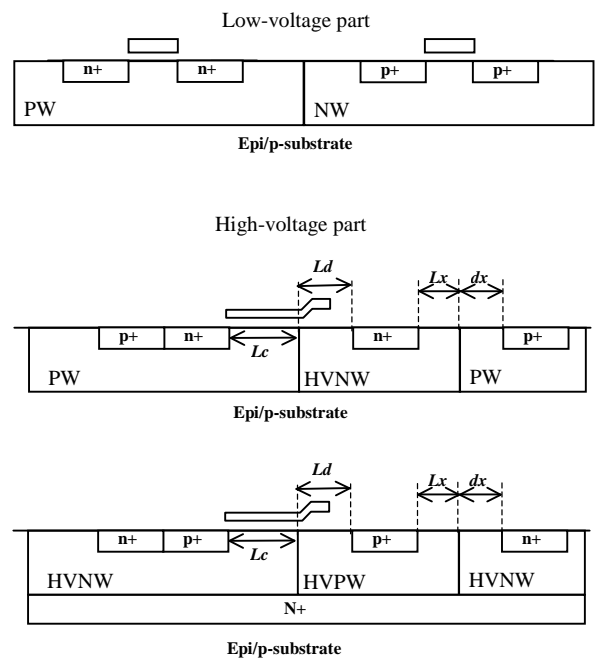 Low-voltage part
n+ n+ p+ p+
PW NW
Epi/p-substrate
High-voltage part
Ld Lx dx
p+ n+ Lc n+ p+
PW HVNW PW
Epi/p-substrate
Ld Lx dx
n+ p+ Lc p+ n+
HVNW HVPW HVNW
N+
Epi/p-substrate